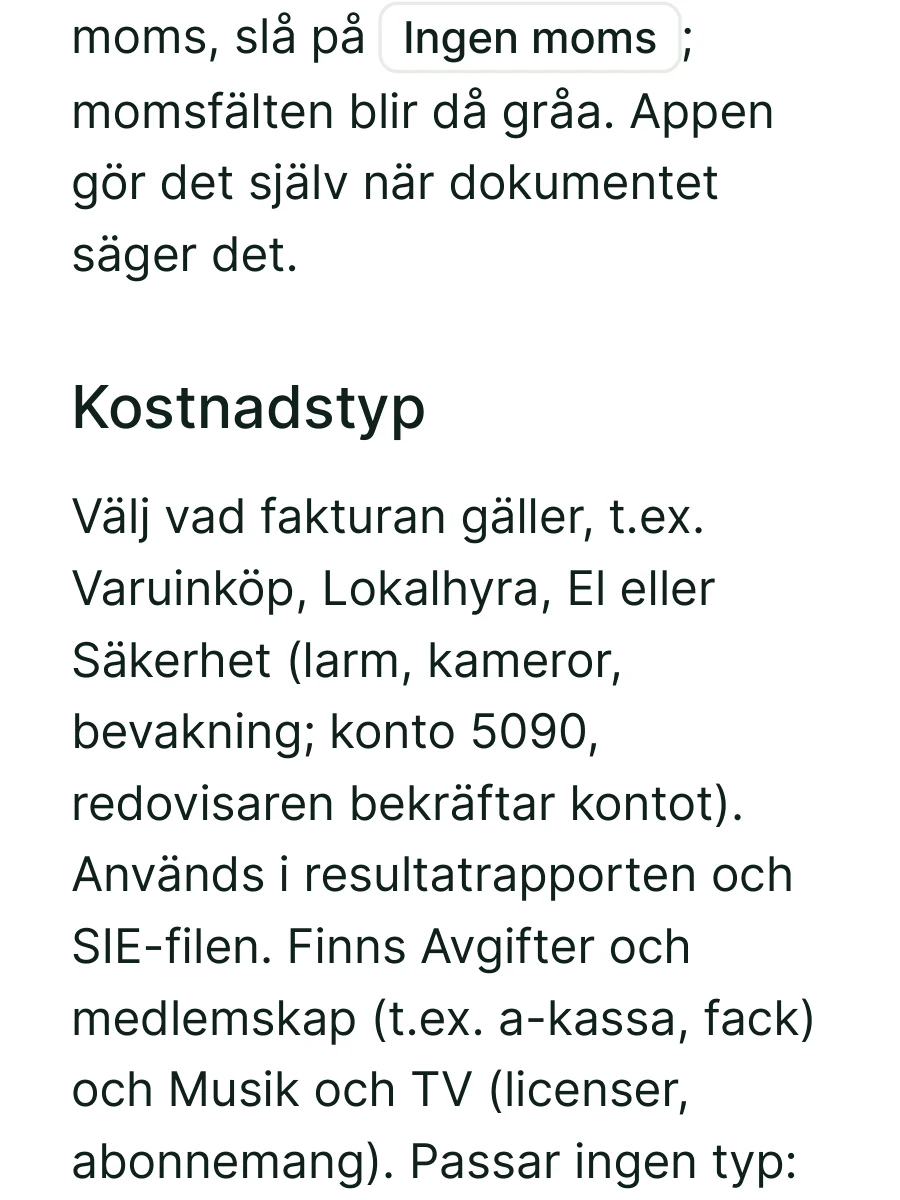 moms, slå på Ingen moms;
momsfälten blir då gråa. Appen
gör det själv när dokumentet
säger det.
Kostnadstyp
Välj vad fakturan gäller, t.ex.
Varuinköp, Lokalhyra, El eller
Säkerhet (larm, kameror,
bevakning; konto 5090,
redovisaren bekräftar kontot).
Används i resultatrapporten och
SIE-filen. Finns Avgifter och
medlemskap (t.ex. a-kassa, fack)
och Musik och TV (licenser,
abonnemang). Passar ingen typ: